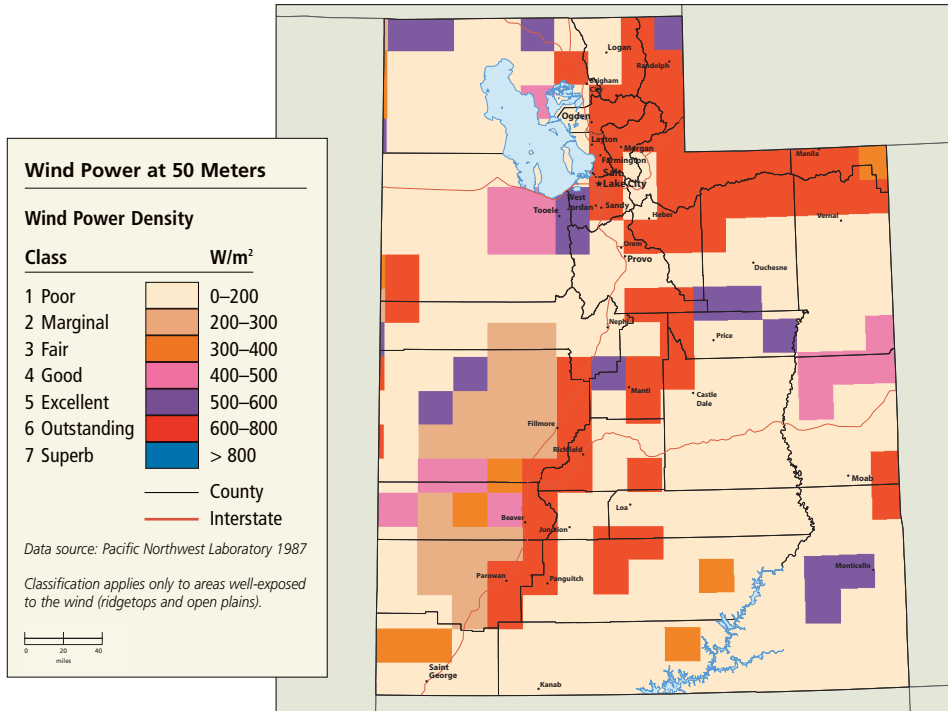 Wind Power at 50 Meters
Wind Power Density
Class W/m²
1 Poor 0–200
2 Marginal 200–300
3 Fair 300–400
4 Good 400–500
5 Excellent 500–600
6 Outstanding 600–800
7 Superb > 800
County
Interstate
Data source: Pacific Northwest Laboratory 1987
Classification applies only to areas well-exposed
to the wind (ridgetops and open plains).
0 20 40
miles
Logan
Randolph
Brigham
City
Ogden
Layton
Morgan
Farmington
Salt
Lake City
Manila
West
Jordan
Sandy
Tooele
Heber
Vernal
Orem
Provo
Duchesne
Nephi
Price
Manti
Castle
Dale
Fillmore
Richfield
Moab
Loa
Beaver
Junction
Parowan
Panguitch
Monticello
Saint
George
Kanab